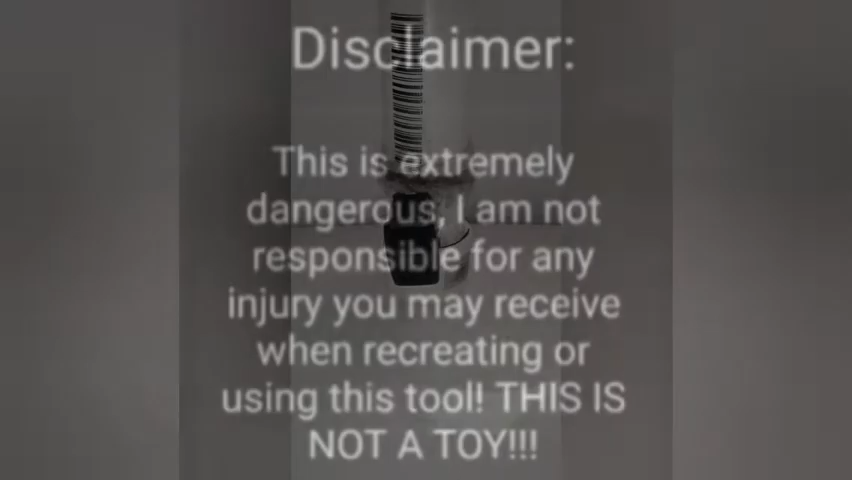 Disclaimer:
This is extremely
dangerous, I am not
responsible for any
injury you may receive
when recreating or
using this tool! THIS IS
NOT A TOY!!!